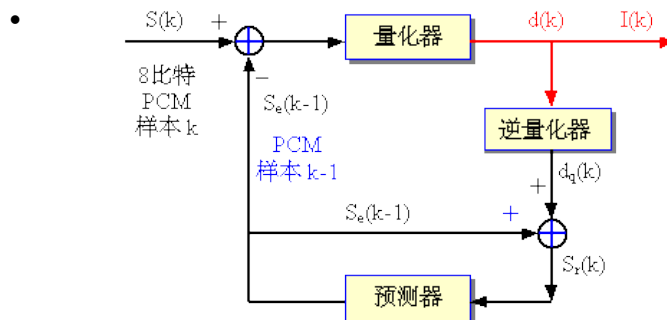 S(k)
+
量化器
d(k)
I(k)
8比特
PCM
样本 k
−
Sₑ(k-1)
PCM
样本 k-1
逆量化器
+
d_q(k)
Sₑ(k-1)
+
Sᵣ(k)
预测器